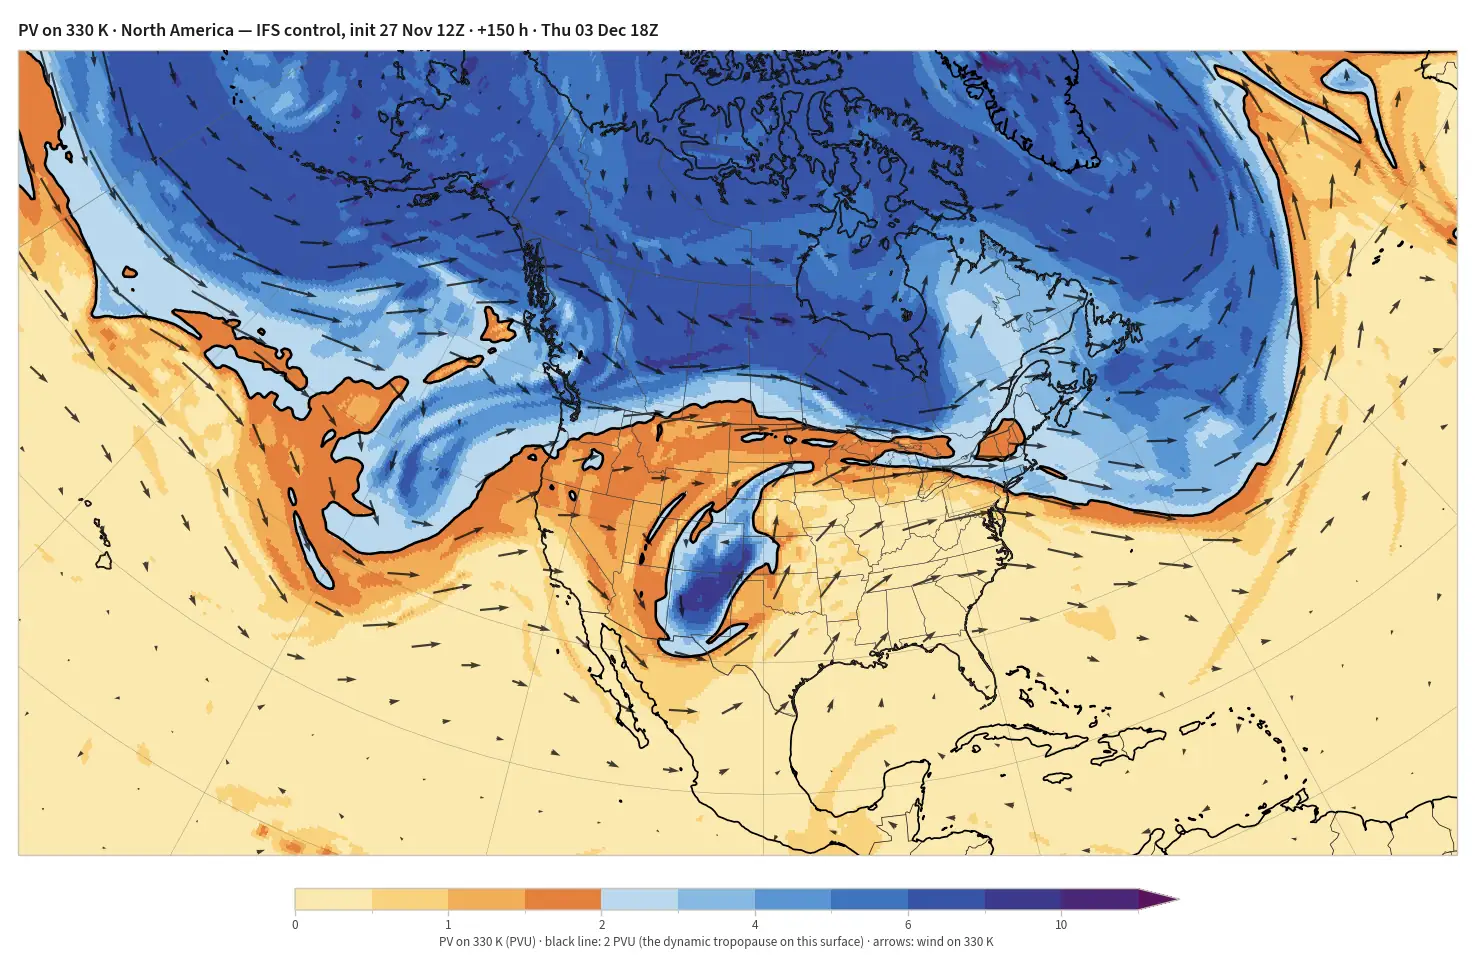 PV on 330 K · North America — IFS control, init 27 Nov 12Z · +150 h · Thu 03 Dec 18Z
0 1 2 4 6 10
PV on 330 K (PVU) · black line: 2 PVU (the dynamic tropopause on this surface) · arrows: wind on 330 K